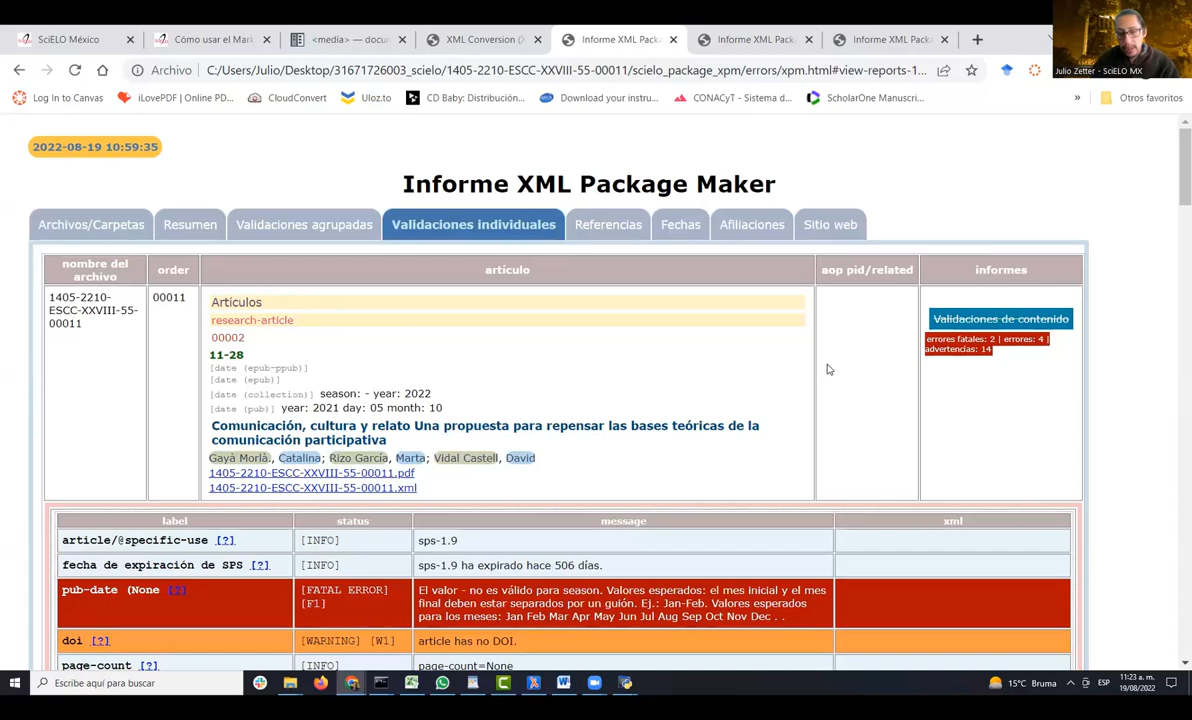 SciELO México
Cómo usar el Mark
<media> — docum
XML Conversion (
Informe XML Packa
Informe XML Packa
Informe XML Packa
Archivo
C:/Users/Julio/Desktop/31671726003_scielo/1405-2210-ESCC-XXVIII-55-00011/scielo_package_xpm/errors/xpm.html#view-reports-1...
Julio Zetter - SciELO MX
Log In to Canvas
iLovePDF | Online PD...
CloudConvert
Uloz.to
CD Baby: Distribución...
Download your instru...
CONACyT - Sistema d...
ScholarOne Manuscri...
»
Otros favoritos
2022-08-19 10:59:35
Informe XML Package Maker
Archivos/Carpetas
Resumen
Validaciones agrupadas
Validaciones individuales
Referencias
Fechas
Afiliaciones
Sitio web
nombre del
archivo
order
artículo
aop pid/related
informes
1405-2210-
ESCC-XXVIII-55-
00011
00011
Artículos
research-article
00002
11-28
[date (epub-ppub)]
[date (epub)]
[date (collection)] season: - year: 2022
[date (pub)] year: 2021 day: 05 month: 10
Comunicación, cultura y relato Una propuesta para repensar las bases teóricas de la
comunicación participativa
Gayà Morlà., Catalina; Rizo García, Marta; Vidal Castell, David
1405-2210-ESCC-XXVIII-55-00011.pdf
1405-2210-ESCC-XXVIII-55-00011.xml
Validaciones de contenido
errores fatales: 2 | errores: 4 |
advertencias: 14
label
status
message
xml
article/@specific-use [?]
[INFO]
sps-1.9
fecha de expiración de SPS [?]
[INFO]
sps-1.9 ha expirado hace 506 días.
pub-date (None [?]
[FATAL ERROR]
[F1]
El valor - no es válido para season. Valores esperados: el mes inicial y el mes
final deben estar separados por un guión. Ej.: Jan-Feb. Valores esperados
para los meses: Jan Feb Mar Apr May Jun Jul Aug Sep Oct Nov Dec . .
doi [?]
[WARNING] [W1]
article has no DOI.
page-count [?]
[INFO]
page-count=None
Escribe aquí para buscar
15°C Bruma
ESP
11:23 a. m.
19/08/2022